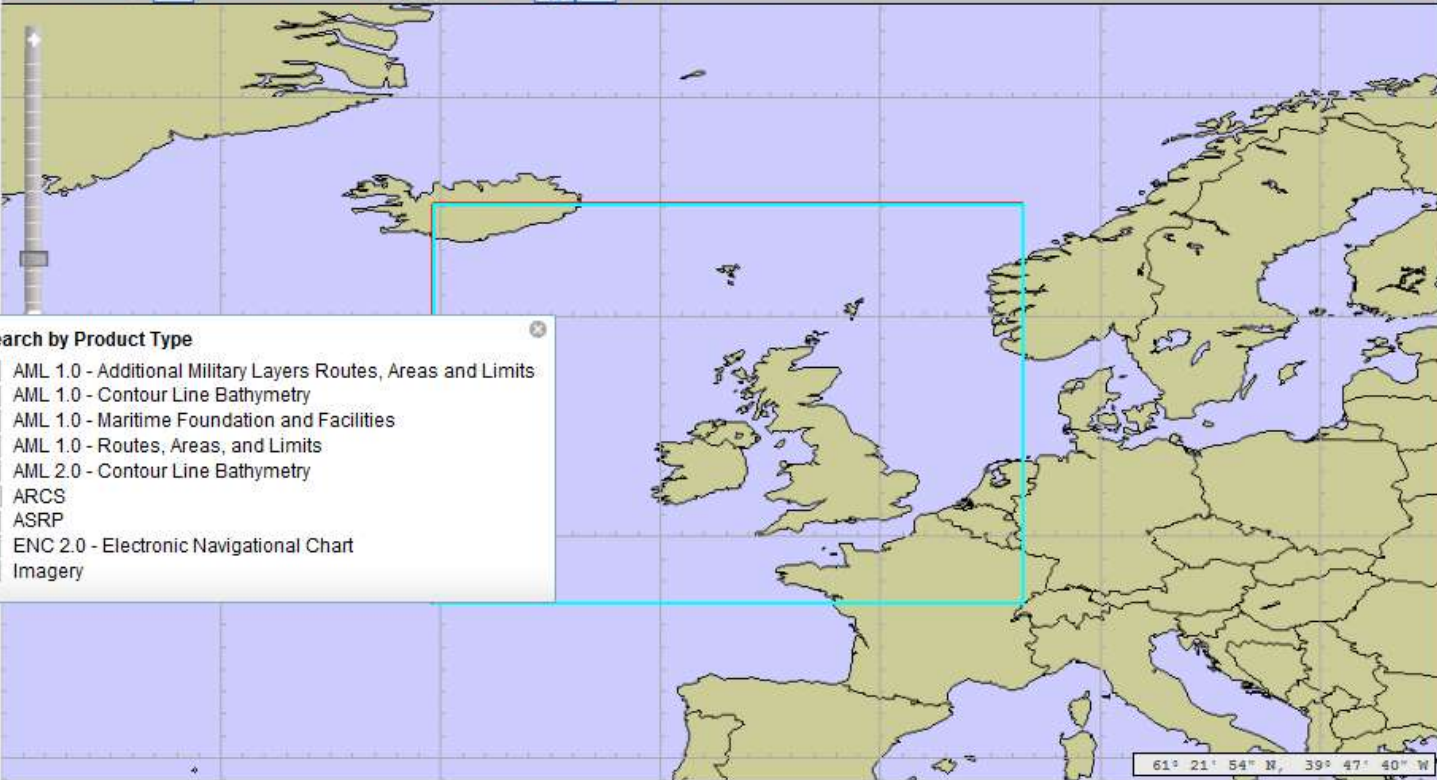 earch by Product Type
AML 1.0 - Additional Military Layers Routes, Areas and Limits
AML 1.0 - Contour Line Bathymetry
AML 1.0 - Maritime Foundation and Facilities
AML 1.0 - Routes, Areas, and Limits
AML 2.0 - Contour Line Bathymetry
ARCS
ASRP
ENC 2.0 - Electronic Navigational Chart
Imagery
61° 21' 54" N, 39° 47' 40" W